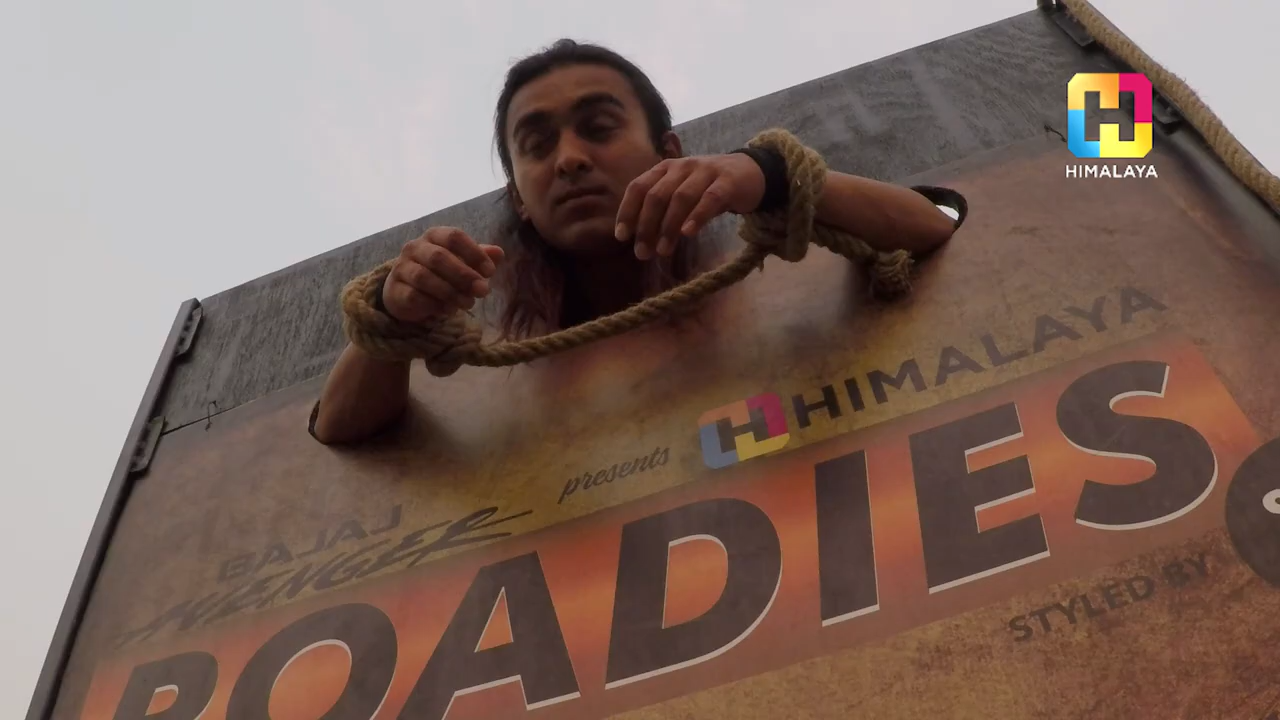 H
HIMALAYA
BAJAJ
AVENGER presents H HIMALAYA
ROADIES
STYLED BY